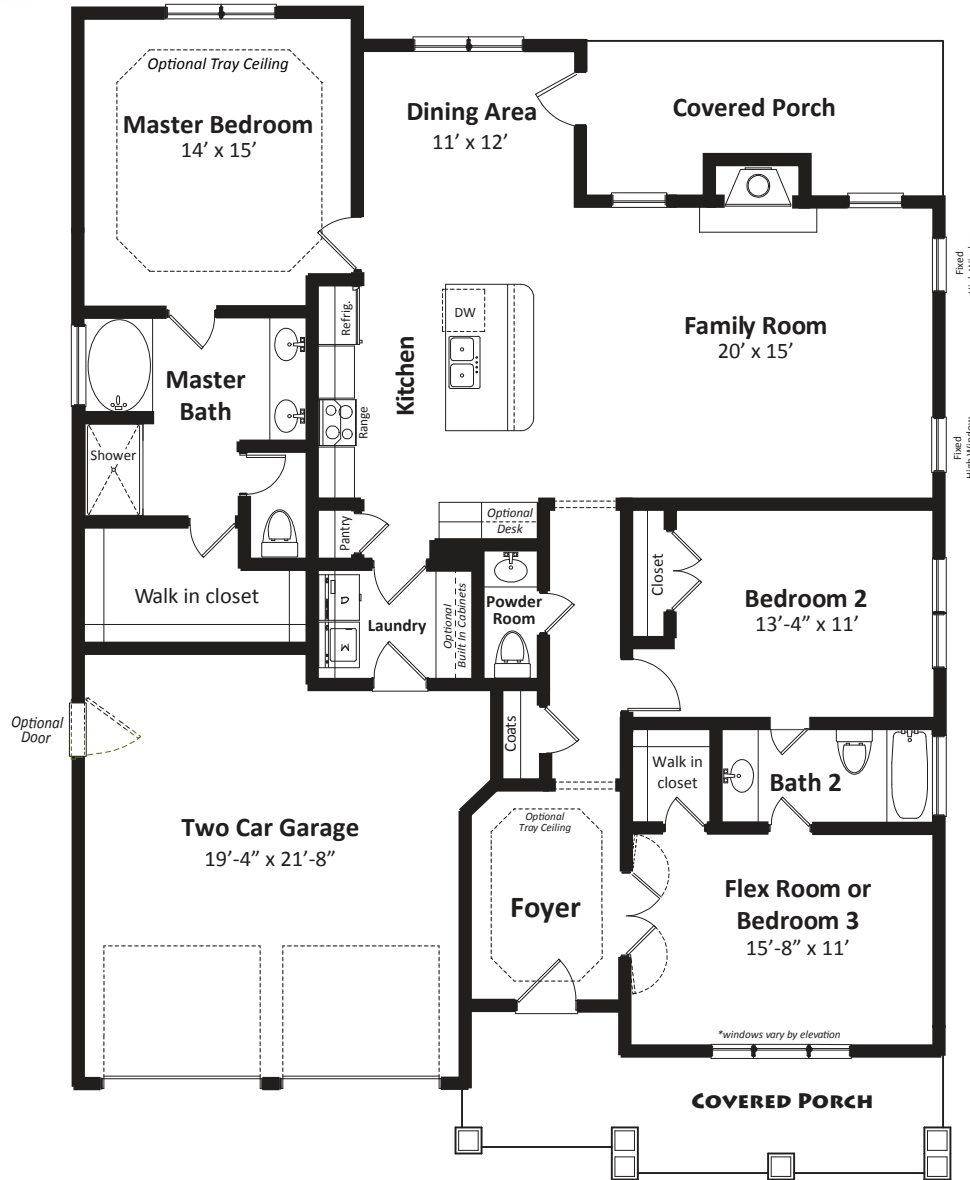 Optional Tray Ceiling
Master Bedroom
14’ x 15’
Dining Area
11’ x 12’
Covered Porch
Fixed
Refrig.
DW
Kitchen
Range
Family Room
20’ x 15’
Master
Bath
Shower
Fixed
High Window
Pantry
Optional
Desk
Walk in closet
Laundry
D
W
Optional
Built In Cabinets
Powder
Room
Closet
Bedroom 2
13’-4” x 11’
Optional
Door
Coats
Walk in
closet
Bath 2
Two Car Garage
19’-4” x 21’-8”
Optional
Tray Ceiling
Foyer
Flex Room or
Bedroom 3
15’-8” x 11’
*windows vary by elevation
Covered Porch